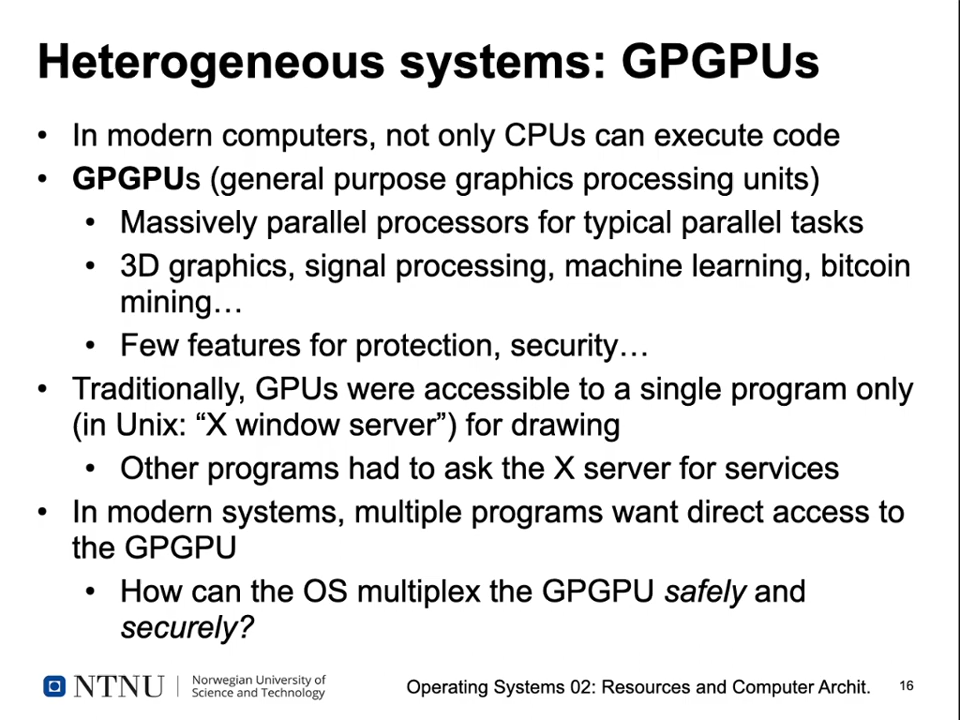 Heterogeneous systems: GPGPUs
• In modern computers, not only CPUs can execute code
• GPGPUs (general purpose graphics processing units)
• Massively parallel processors for typical parallel tasks
• 3D graphics, signal processing, machine learning, bitcoin
mining…
• Few features for protection, security…
• Traditionally, GPUs were accessible to a single program only
(in Unix: “X window server”) for drawing
• Other programs had to ask the X server for services
• In modern systems, multiple programs want direct access to
the GPGPU
• How can the OS multiplex the GPGPU safely and
securely?
NTNU
Norwegian University of
Science and Technology
Operating Systems 02: Resources and Computer Archit.
16